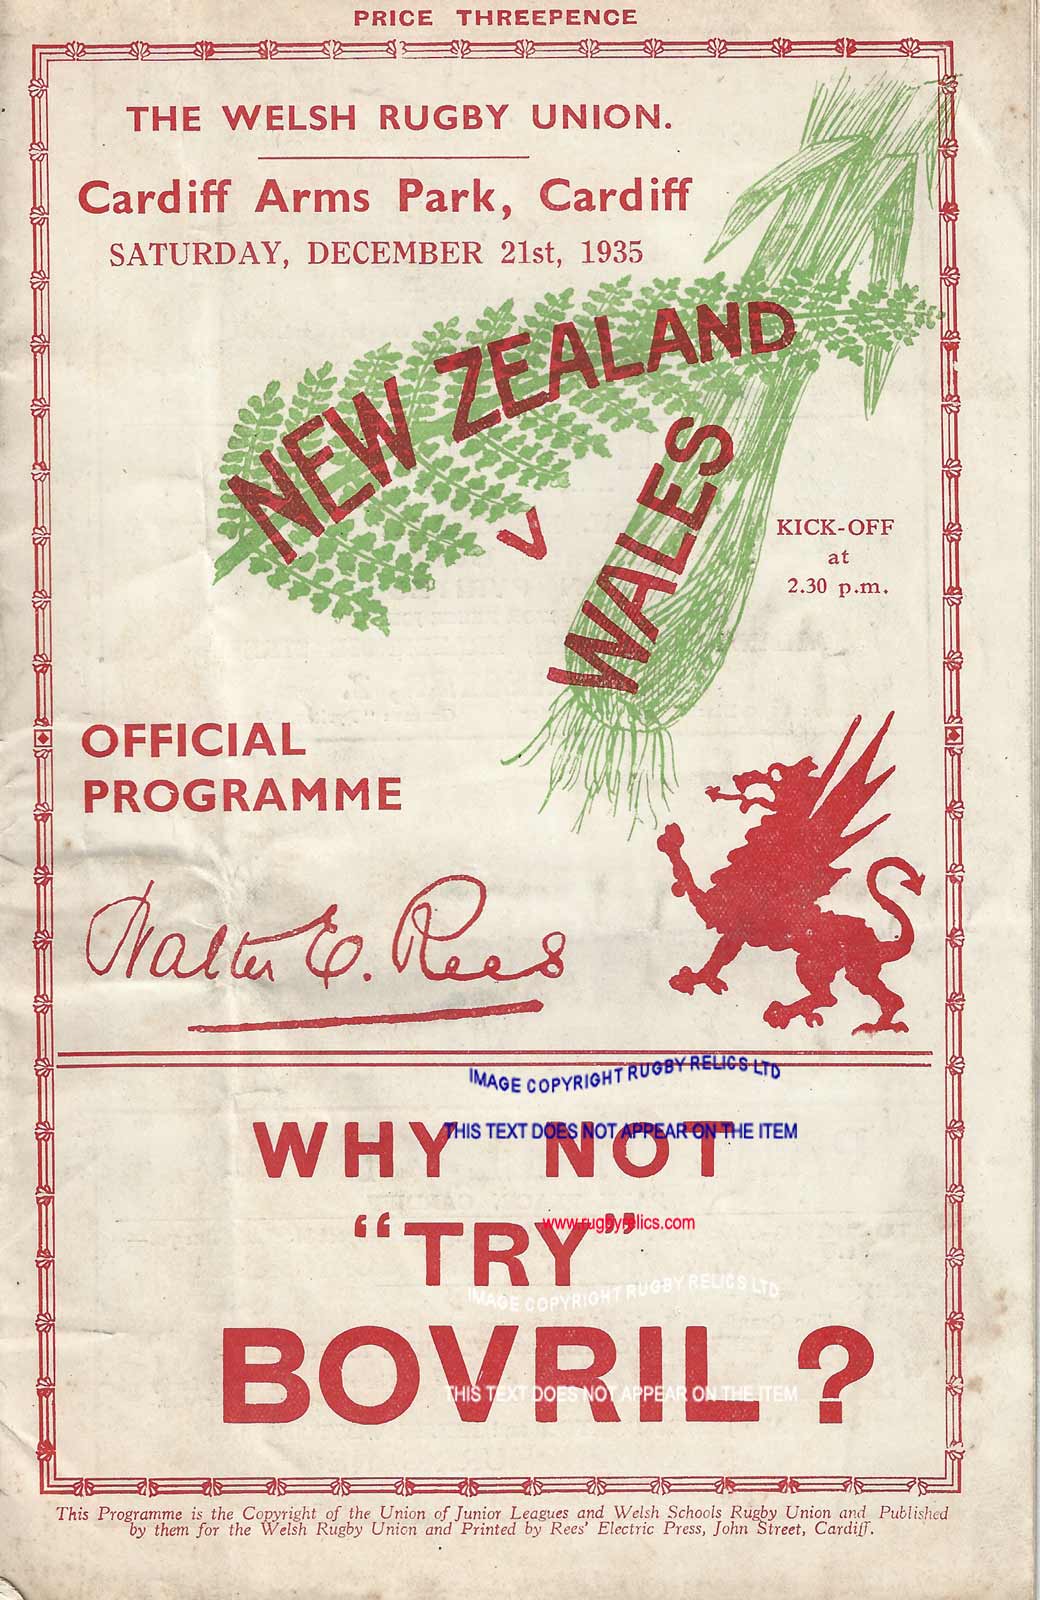 PRICE THREEPENCE
THE WELSH RUGBY UNION.
Cardiff Arms Park, Cardiff
SATURDAY, DECEMBER 21st, 1935
NEW ZEALAND
V
WALES
KICK-OFF
at
2.30 p.m.
OFFICIAL
PROGRAMME
Walter E. Rees
IMAGE COPYRIGHT RUGBY RELICS LTD
THIS TEXT DOES NOT APPEAR ON THE ITEM
WHY NOT
"TRY"
www.rugbyrelics.com
IMAGE COPYRIGHT RUGBY RELICS LTD
BOVRIL ?
THIS TEXT DOES NOT APPEAR ON THE ITEM
This Programme is the Copyright of the Union of Junior Leagues and Welsh Schools Rugby Union and Published
by them for the Welsh Rugby Union and Printed by Rees' Electric Press, John Street, Cardiff.